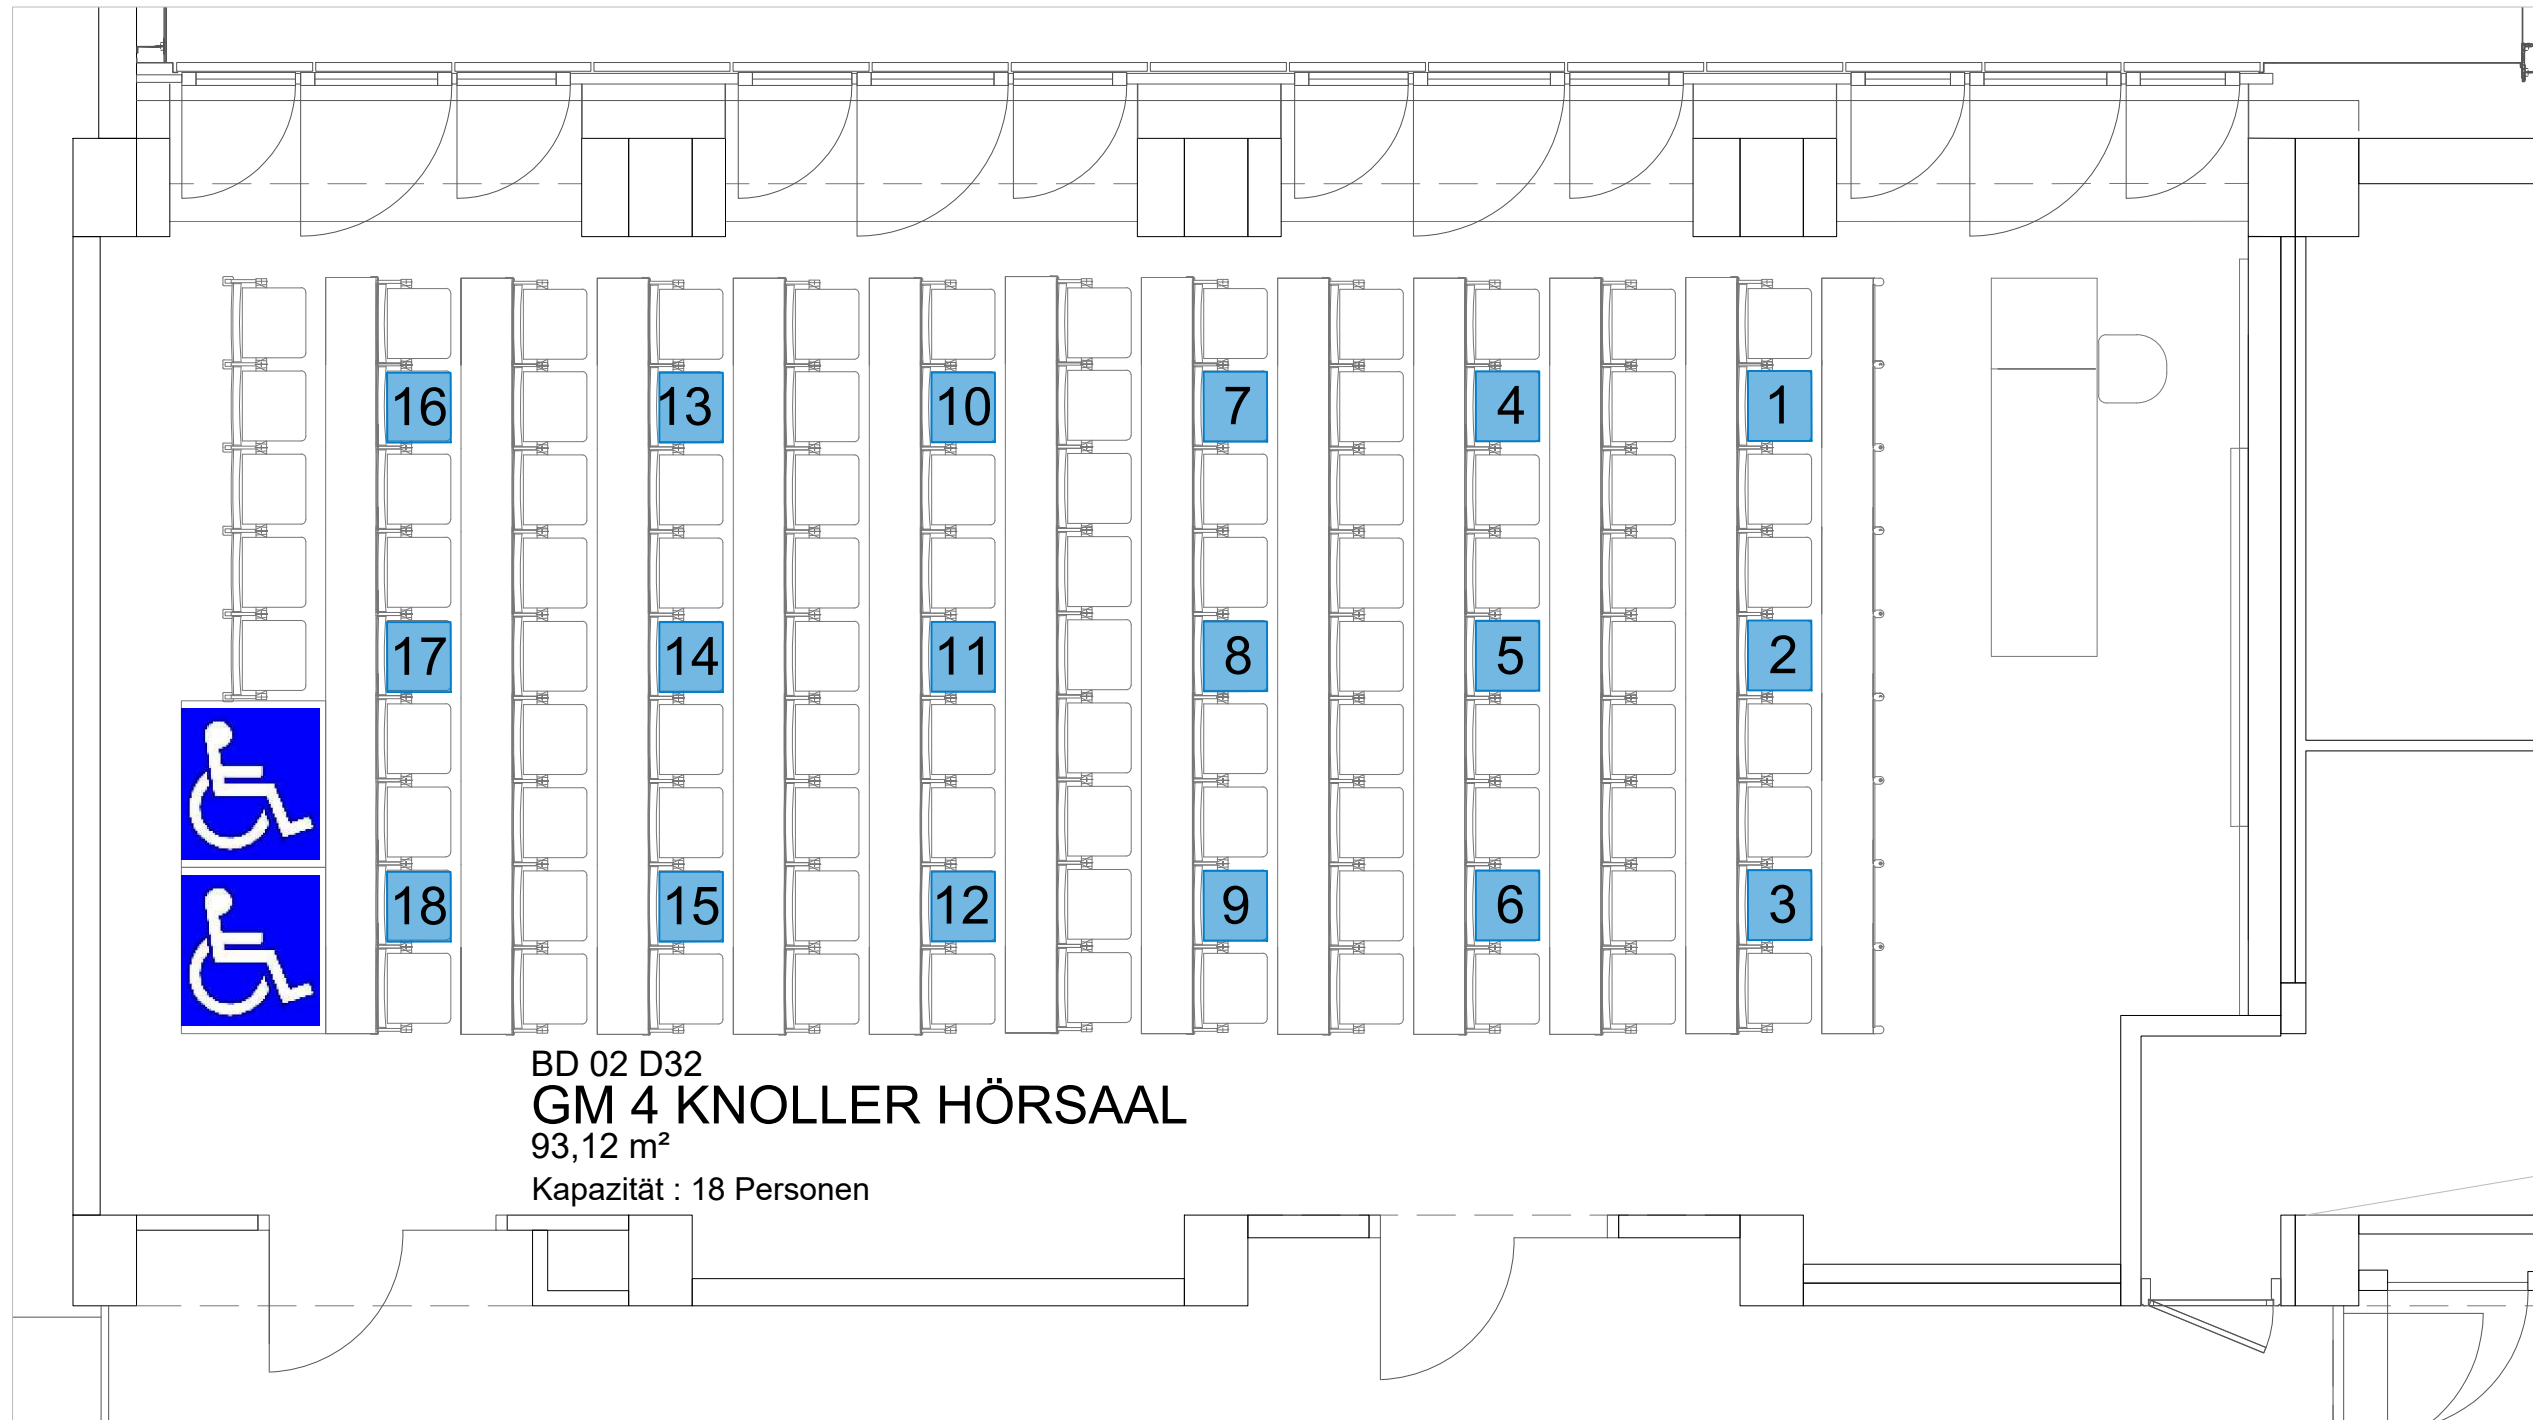 16 13 10 7 4 1
17 14 11 8 5 2
18 15 12 9 6 3
BD 02 D32
GM 4 KNOLLER HÖRSAAL
93,12 m²
Kapazität : 18 Personen